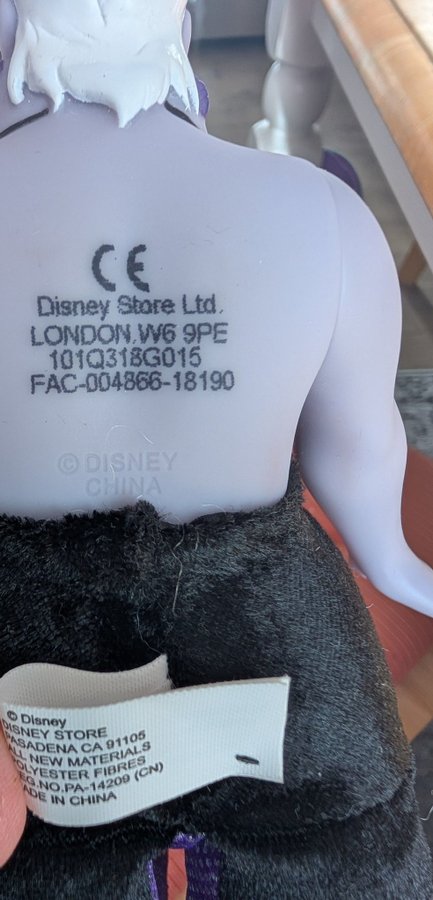 CE
Disney Store Ltd.
LONDON.W6 9PE
101Q318G015
FAC-004866-18190
© DISNEY
CHINA
© Disney
DISNEY STORE
PASADENA CA 91105
ALL NEW MATERIALS
POLYESTER FIBRES
REG.NO.PA-14209 (CN)
MADE IN CHINA